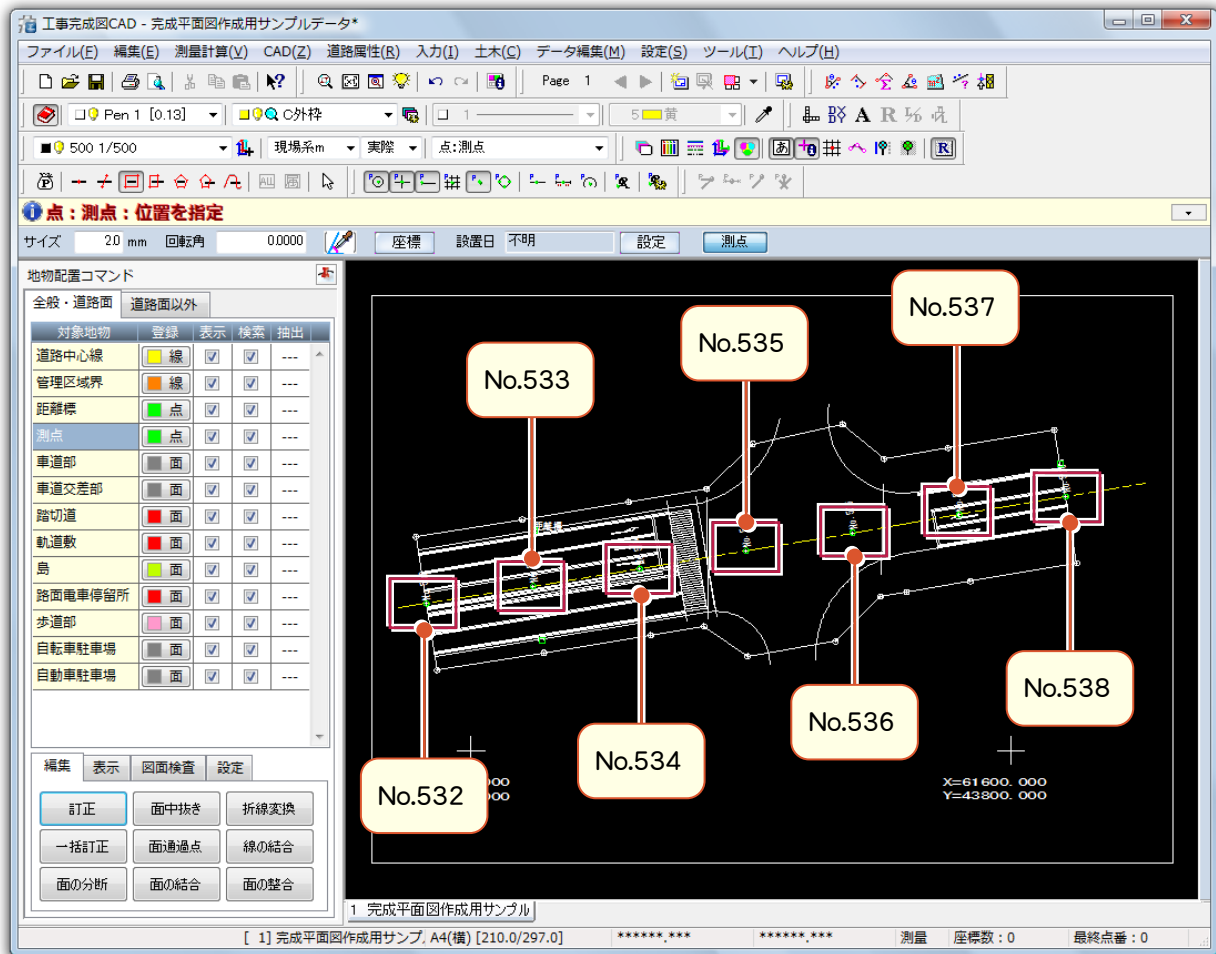 工事完成図CAD - 完成平面図作成用サンプルデータ*
ファイル(F) 編集(E) 測量計算(V) CAD(Z) 道路属性(R) 入力(I) 土木(C) データ編集(M) 設定(S) ツール(T) ヘルプ(H)
Page 1
Pen 1 [0.13] C外枠 1 5 黄
500 1/500 現場系m 実際 点:測点
点：測点：位置を指定
サイズ 2.0 mm 回転角 0.0000 座標 設置日 不明 設定 測点
地物配置コマンド
全般・道路面 道路面以外
対象地物 登録 表示 検索 抽出
道路中心線 線 ---
管理区域界 線 ---
距離標 点 ---
測点 点 ---
車道部 面 ---
車道交差部 面 ---
踏切道 面 ---
軌道敷 面 ---
島 面 ---
路面電車停留所 面 ---
歩道部 面 ---
自転車駐車場 面 ---
自動車駐車場 面 ---
編集 表示 図面検査 設定
訂正 面中抜き 折線変換
一括訂正 面通過点 線の結合
面の分断 面の結合 面の整合
No.537
No.535
No.533
距離標
No.538
No.536
No.534
No.532
X=61600.000
Y=43800.000
1 完成平面図作成用サンプル
[ 1] 完成平面図作成用サンプ A4(横) [210.0/297.0] ******.*** ******.*** 測量 座標数：0 最終点番：0